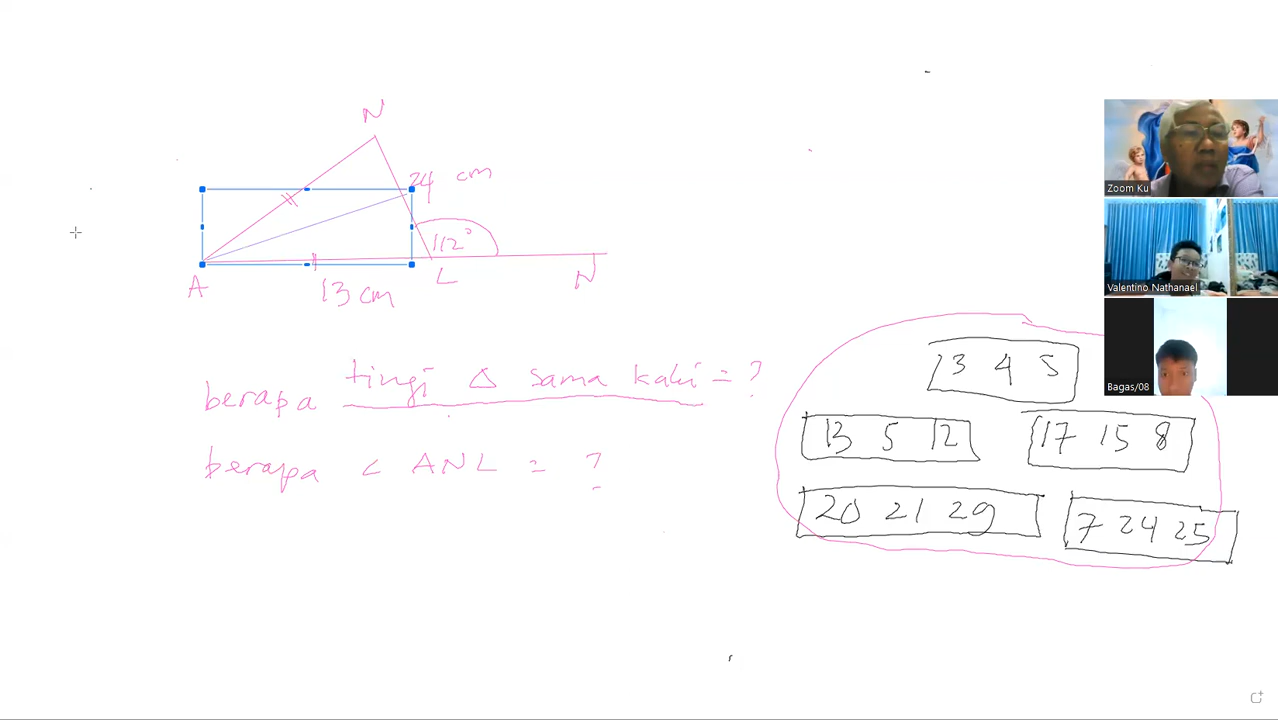 N
24 cm
112°
A
L
N
13 cm
berapa tingi Δ sama kaki = ?
berapa < ANL = ?
3 4 5
13 5 12
17 15 8
20 21 29
7 24 25
Zoom Ku
Valentino Nathanael
Bagas/08